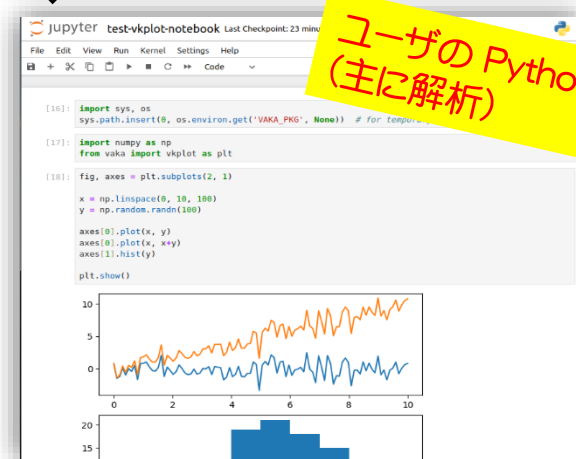 jupyter test-vkplot-notebook Last Checkpoint: 23 minu
ユーザの Pytho
(主に解析)
File Edit View Run Kernel Settings Help
Code
[16]: import sys, os
sys.path.insert(0, os.environ.get('VAKA_PKG', None)) # for tempor
[17]: import numpy as np
from vaka import vkplot as plt
[18]: fig, axes = plt.subplots(2, 1)
x = np.linspace(0, 10, 100)
y = np.random.randn(100)
axes[0].plot(x, y)
axes[0].plot(x, x+y)
axes[1].hist(y)
plt.show()
10
5
0
0 2 4 6 8 10
20
15